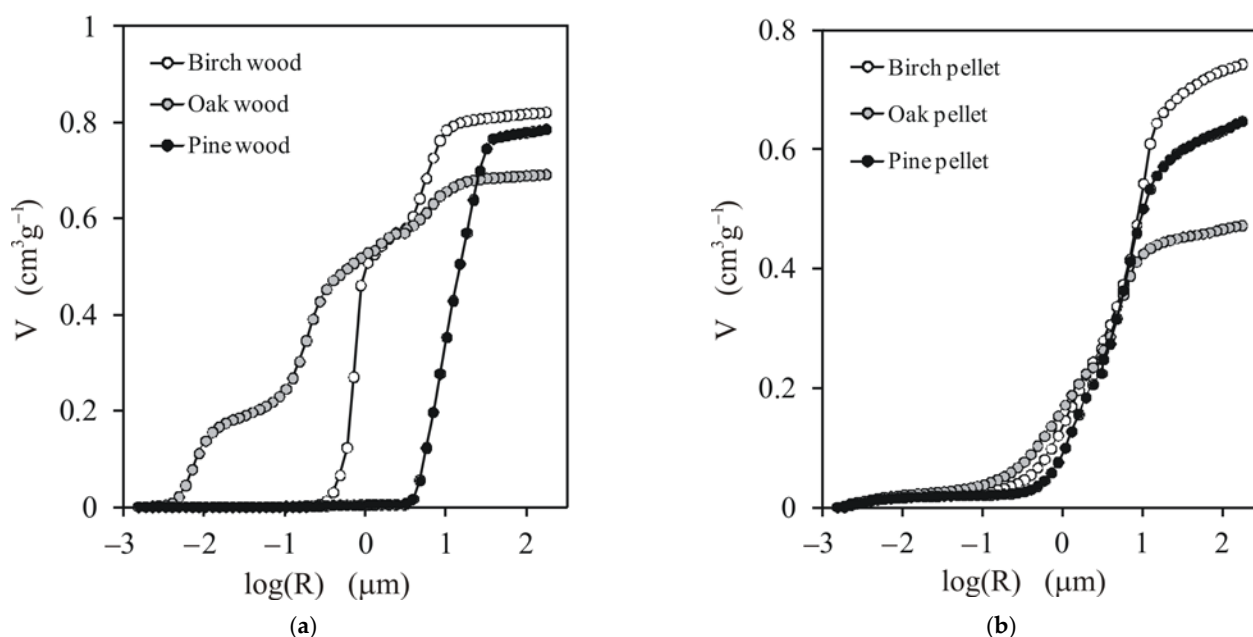 1
0.8
0.6
0.4
0.2
0
V (cm³g⁻¹)
Birch wood
Oak wood
Pine wood
−3 −2 −1 0 1 2
log(R) (μm)
(a)
0.8
0.6
0.4
0.2
0
V (cm³g⁻¹)
Birch pellet
Oak pellet
Pine pellet
−3 −2 −1 0 1 2
log(R) (μm)
(b)